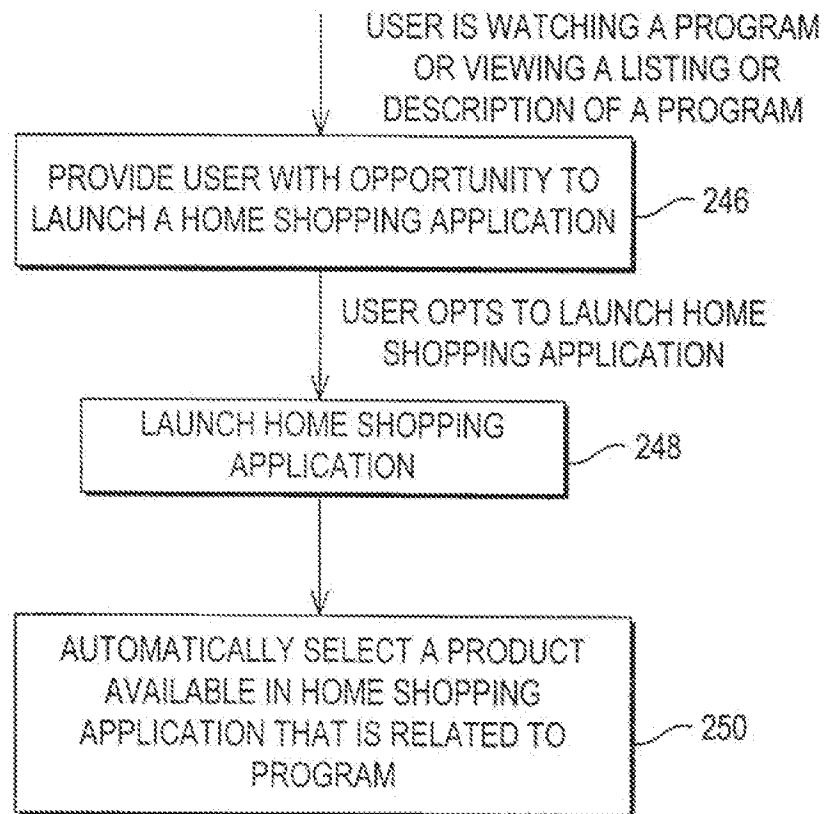 USER IS WATCHING A PROGRAM
OR VIEWING A LISTING OR
DESCRIPTION OF A PROGRAM
PROVIDE USER WITH OPPORTUNITY TO
LAUNCH A HOME SHOPPING APPLICATION
246
USER OPTS TO LAUNCH HOME
SHOPPING APPLICATION
LAUNCH HOME SHOPPING
APPLICATION
248
AUTOMATICALLY SELECT A PRODUCT
AVAILABLE IN HOME SHOPPING
APPLICATION THAT IS RELATED TO
PROGRAM
250